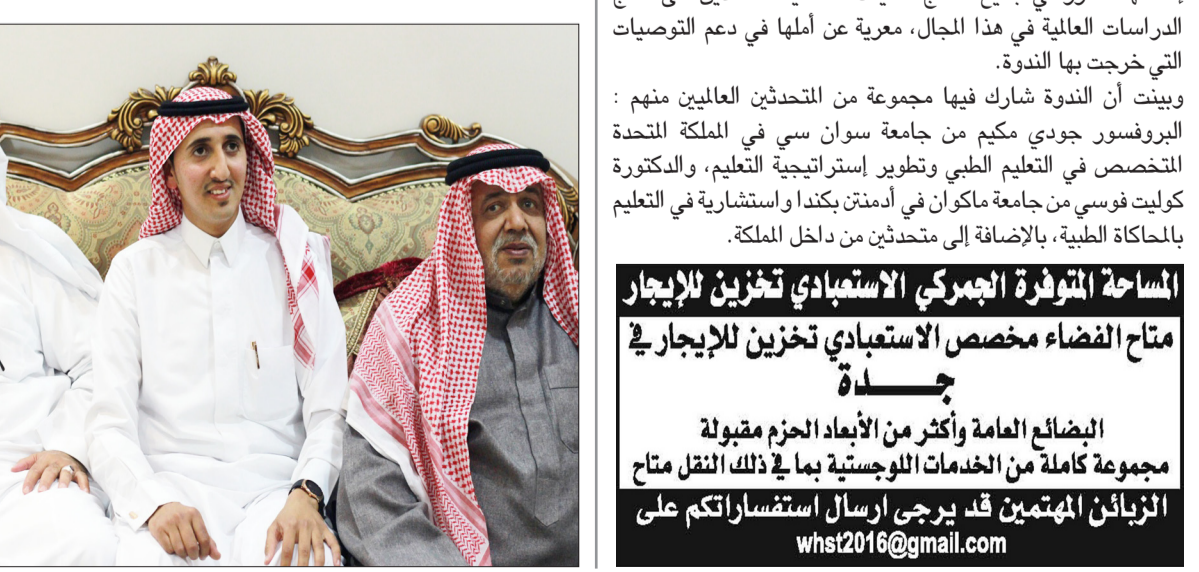 الدراسات العالمية في هذا المجال، معربة عن أملها في دعم التوصيات
التي خرجت بها الندوة.
وبينت أن الندوة شارك فيها مجموعة من المتحدثين العالميين منهم :
البروفسور جودي مكيم من جامعة سوان سي في المملكة المتحدة
المتخصص في التعليم الطبي وتطوير إستراتيجية التعليم، والدكتورة
كوليت فوسي من جامعة ماكوان في أدمنتن بكندا واستشارية في التعليم
بالمحاكاة الطبية، بالإضافة إلى متحدثين من داخل المملكة.
المساحة المتوفرة الجمركي الاستعبادي تخزين للإيجار
متاح الفضاء مخصص الاستعبادي تخزين للإيجار في
جـــدة
البضائع العامة وأكثر من الأبعاد الحزم مقبولة
مجموعة كاملة من الخدمات اللوجستية بما في ذلك النقل متاح
الزبائن المهتمين قد يرجى ارسال استفساراتكم على
whst2016@gmail.com